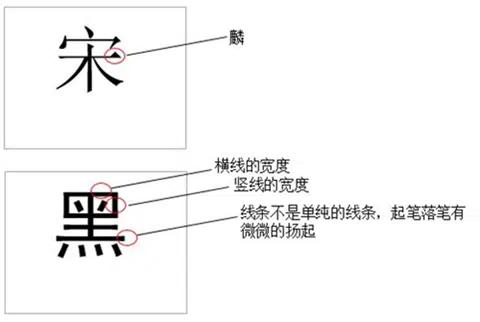 宋
麟
黑
横线的宽度
竖线的宽度
线条不是单纯的线条，起笔落笔有
微微的扬起